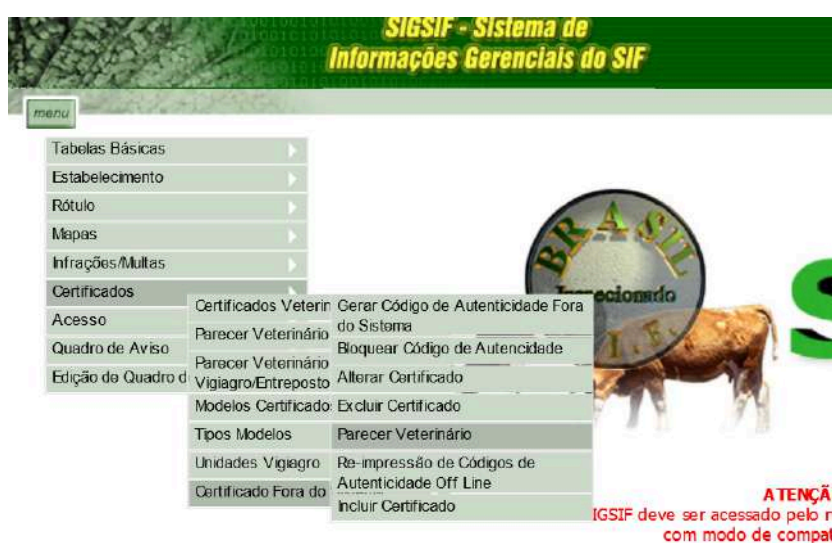 SIGSIF - Sistema de
Informações Gerenciais do SIF
menu
Tabelas Básicas
Estabelecimento
Rótulo
Mapas
Infrações/Multas
Certificados
Acesso
Quadro de Aviso
Edição de Quadro d
Certificados Veterin
Parecer Veterinário
Parecer Veterinário
Vigiagro/Entreposto
Modelos Certificado
Tipos Modelos
Unidades Vigiagro
Certificado Fora do
Gerar Código de Autenticidade Fora
do Sistema
Bloquear Código de Autencidade
Alterar Certificado
Excluir Certificado
Parecer Veterinário
Re-impressão de Códigos de
Autenticidade Off Line
Incluir Certificado
BRASIL
S.I.F.
S
ATENÇÃ
IGSIF deve ser acessado pelo
com modo de compat